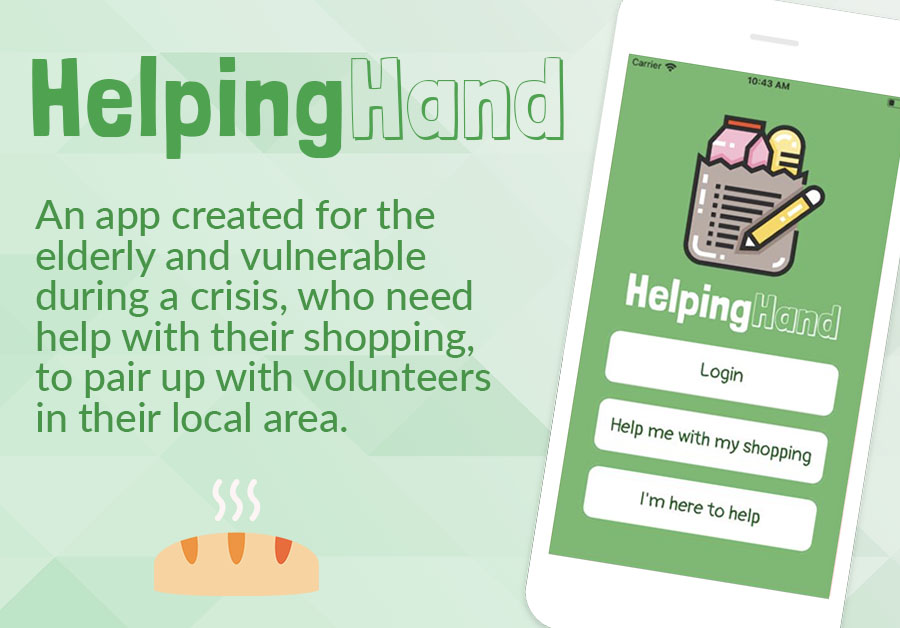 HelpingHand
An app created for the
elderly and vulnerable
during a crisis, who need
help with their shopping,
to pair up with volunteers
in their local area.
Carrier
10:43 AM
HelpingHand
Login
Help me with my shopping
I'm here to help